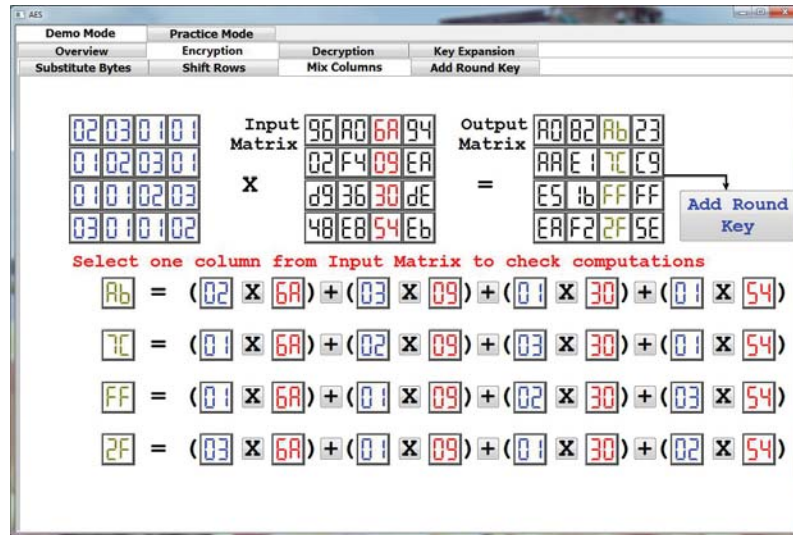 AES
Demo Mode Practice Mode
Overview Encryption Decryption Key Expansion
Substitute Bytes Shift Rows Mix Columns Add Round Key
02 03 01 01 Input Matrix 96 A0 6A 94 Output Matrix A0 82 Ab 23
01 02 03 01 02 F4 09 EA AA E1 7C C9
X =
01 01 02 03 d9 36 30 dE E5 1b FF FF
03 01 01 02 48 E8 54 Eb EA F2 2F 5E
Add Round
Key
Select one column from Input Matrix to check computations
Ab = (02 X 6A) + (03 X 09) + (01 X 30) + (01 X 54)
7C = (01 X 6A) + (02 X 09) + (03 X 30) + (01 X 54)
FF = (01 X 6A) + (01 X 09) + (02 X 30) + (03 X 54)
2F = (03 X 6A) + (01 X 09) + (01 X 30) + (02 X 54)